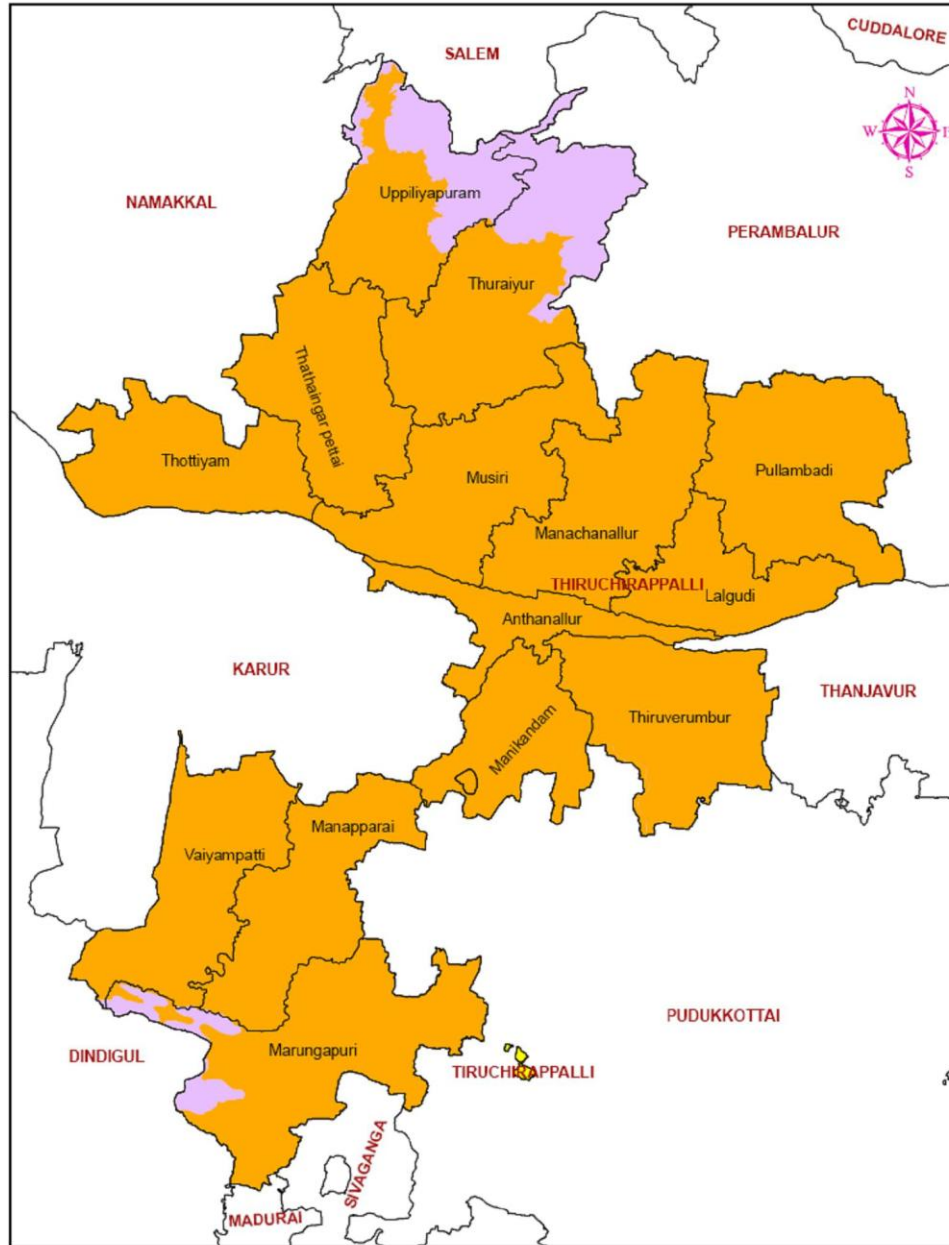 CUDDALORE
SALEM
N
W
E
S
NAMAKKAL
Uppiliyapuram
PERAMBALUR
Thuraiyur
Thathaingar pettai
Thottiyam
Musiri
Pullambadi
Manachanallur
THIRUCHIRAPPALLI
Lalgudi
Anthanallur
KARUR
THANJAVUR
Thiruverumbur
Manikandam
Manapparai
Vaiyampatti
PUDUKKOTTAI
DINDIGUL
Marungapuri
TIRUCHIRAPPALLI
SIVAGANGA
MADURAI